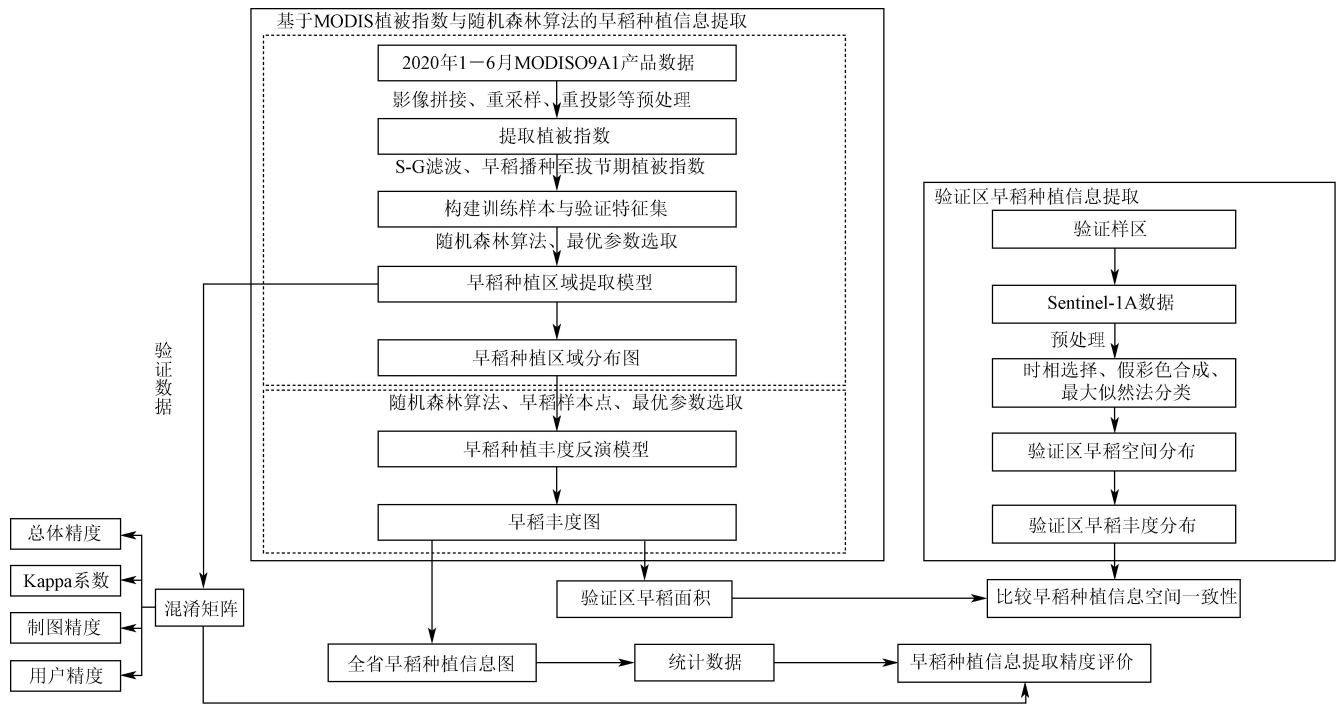 基于MODIS植被指数与随机森林算法的早稻种植信息提取
2020年1－6月MODISO9A1产品数据
影像拼接、重采样、重投影等预处理
提取植被指数
S-G滤波、早稻播种至拔节期植被指数
构建训练样本与验证特征集
随机森林算法、最优参数选取
早稻种植区域提取模型
早稻种植区域分布图
随机森林算法、早稻样本点、最优参数选取
早稻种植丰度反演模型
早稻丰度图
验证数据
验证区早稻种植信息提取
验证样区
Sentinel-1A数据
预处理
时相选择、假彩色合成、
最大似然法分类
验证区早稻空间分布
验证区早稻丰度分布
总体精度
Kappa系数
制图精度
用户精度
混淆矩阵
验证区早稻面积
比较早稻种植信息空间一致性
全省早稻种植信息图
统计数据
早稻种植信息提取精度评价